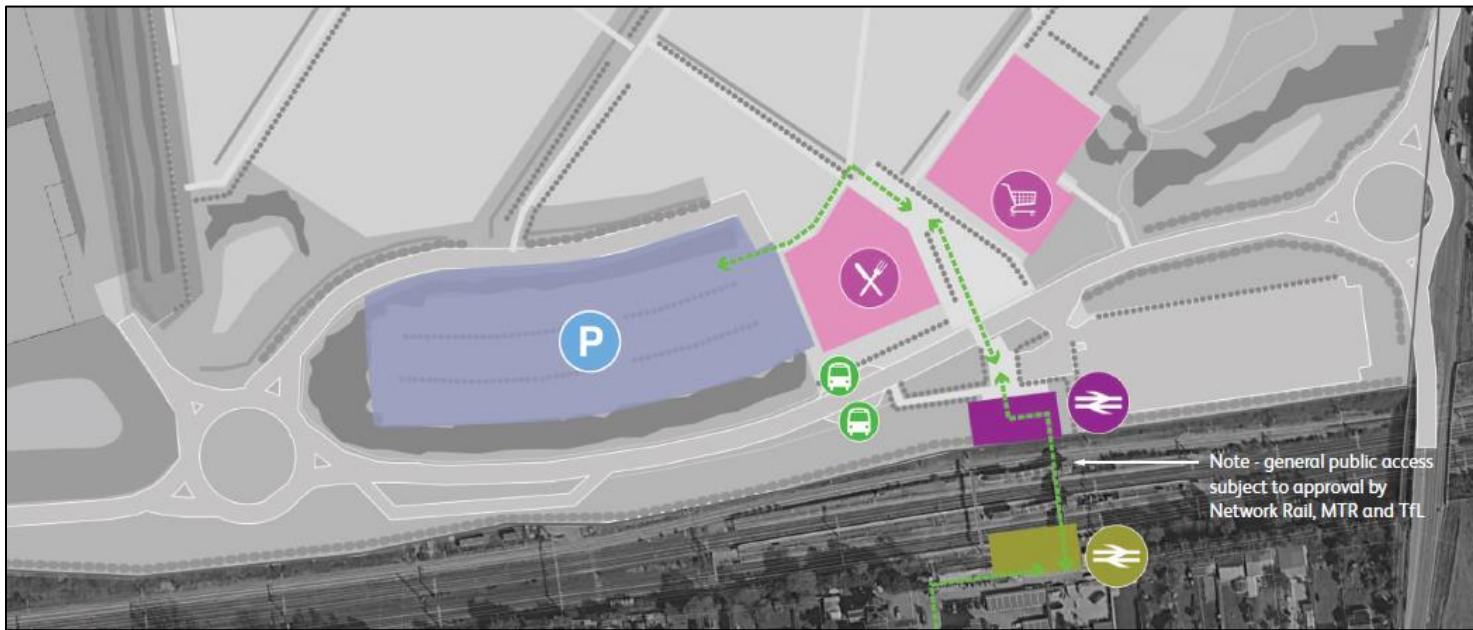 P
Note - general public access
subject to approval by
Network Rail, MTR and TfL